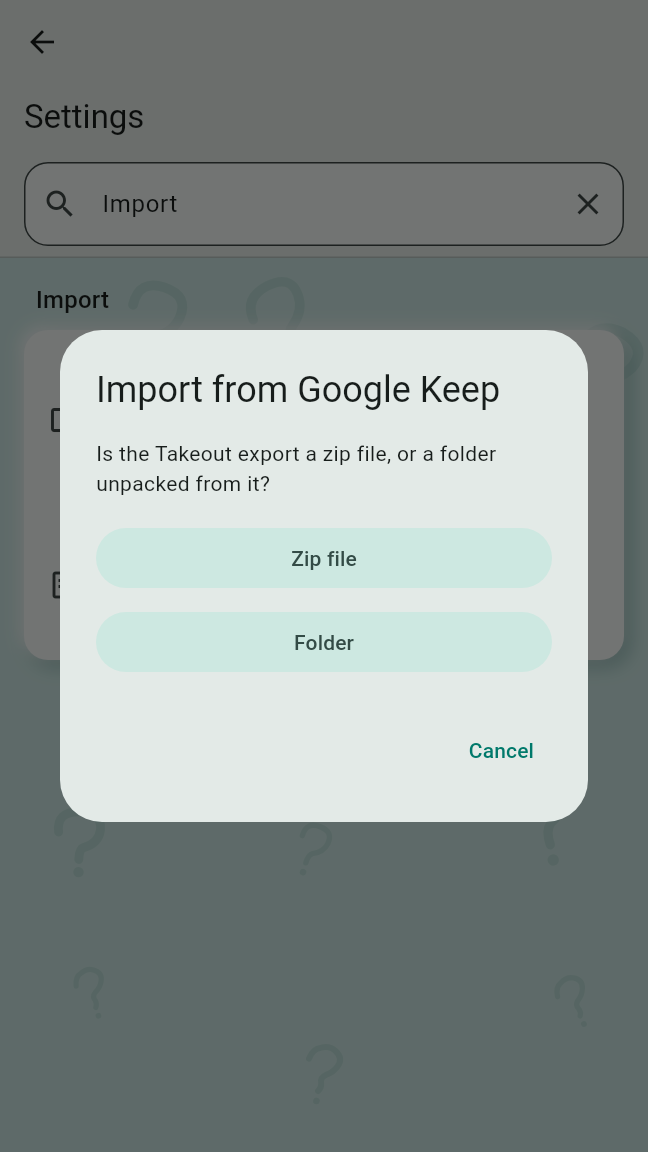 Settings
Import
Import
Import from Google Keep
Is the Takeout export a zip file, or a folder
unpacked from it?
Zip file
Folder
Cancel